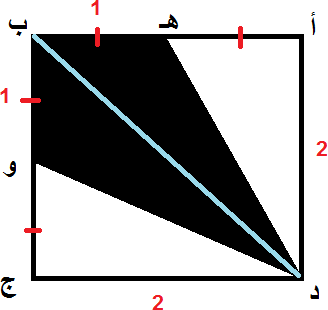 ب 1 هـ أ
1 2
و
ج 2 د